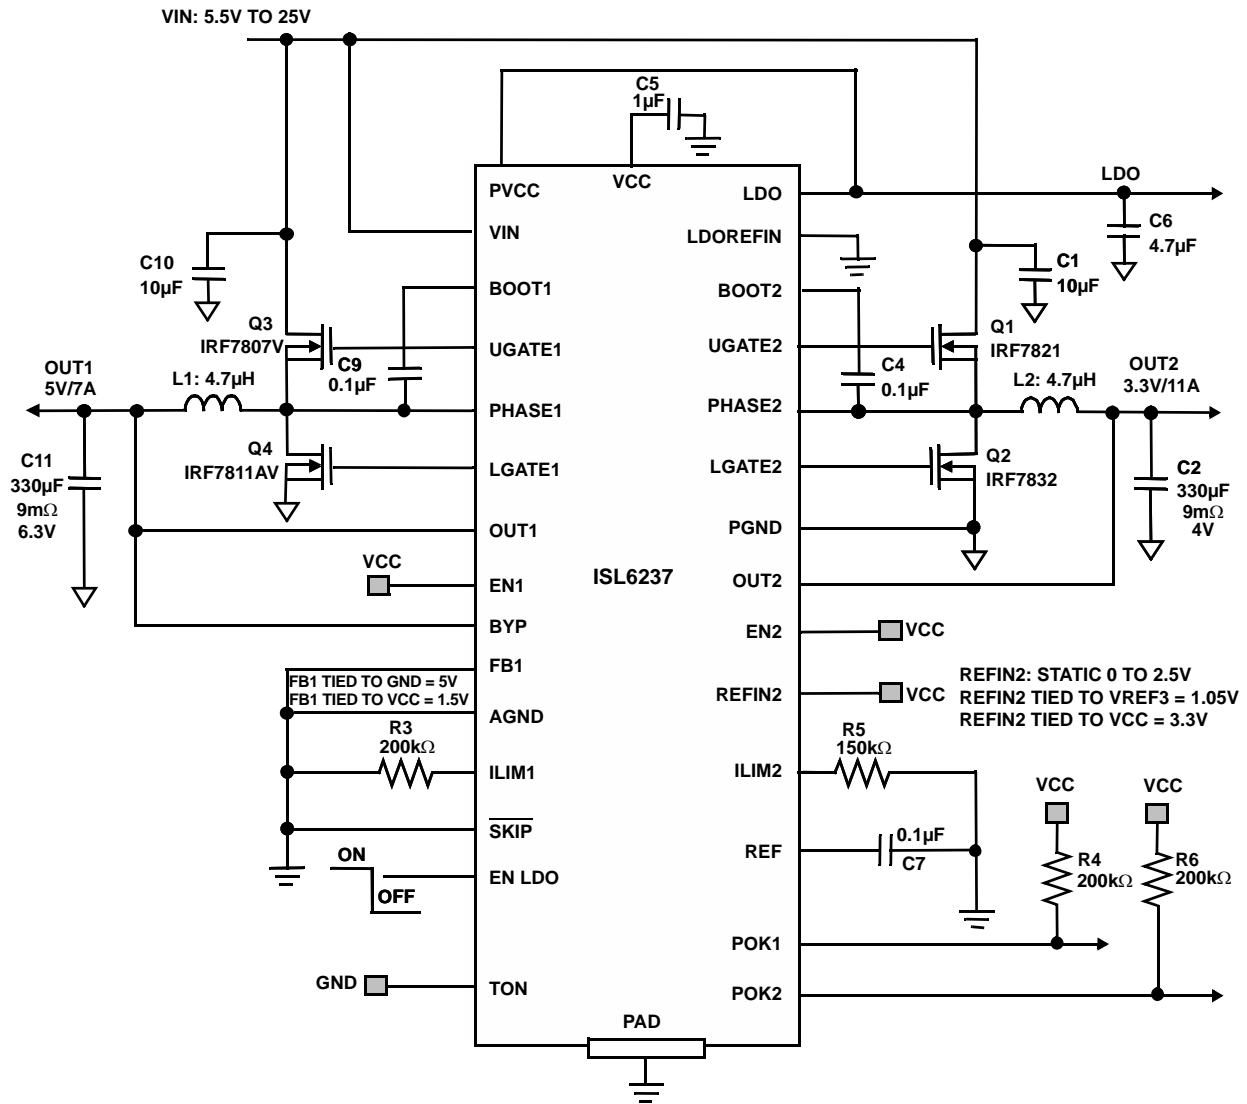 VIN: 5.5V TO 25V
C5
1µF
PVCC
VCC
LDO
LDO
VIN
LDOREFIN
C6
4.7µF
C10
10µF
BOOT1
BOOT2
C1
10µF
Q3
IRF7807V
C9
0.1µF
UGATE1
UGATE2
Q1
IRF7821
OUT1
5V/7A
L1: 4.7µH
C4
0.1µF
L2: 4.7µH
OUT2
3.3V/11A
PHASE1
PHASE2
Q4
IRF7811AV
LGATE1
LGATE2
Q2
IRF7832
C11
330µF
9mΩ
6.3V
C2
330µF
9mΩ
4V
OUT1
PGND
VCC
EN1
ISL6237
OUT2
BYP
EN2
VCC
FB1
FB1 TIED TO GND = 5V
FB1 TIED TO VCC = 1.5V
REFIN2
VCC
REFIN2: STATIC 0 TO 2.5V
REFIN2 TIED TO VREF3 = 1.05V
REFIN2 TIED TO VCC = 3.3V
AGND
R3
200kΩ
R5
150kΩ
ILIM1
ILIM2
VCC
VCC
SKIP
0.1µF
C7
REF
ON
OFF
EN LDO
R4
200kΩ
R6
200kΩ
POK1
GND
TON
POK2
PAD